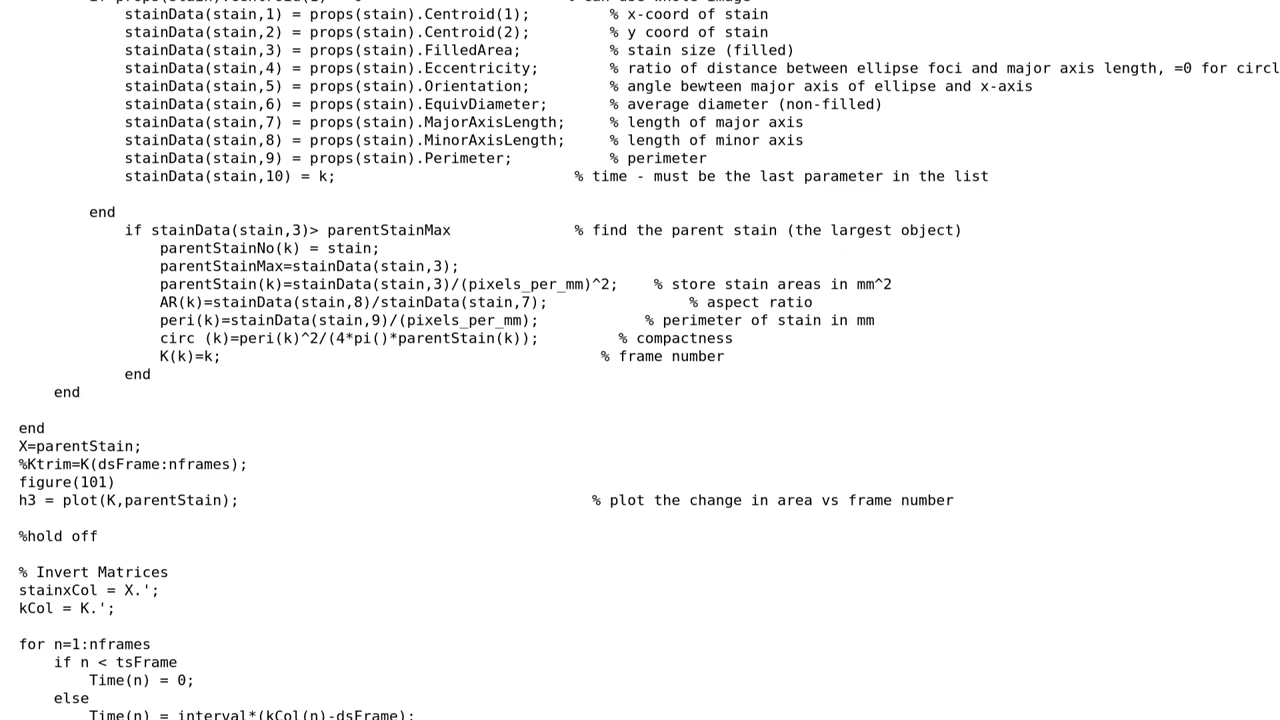 stainData(stain,1) = props(stain).Centroid(1); % x-coord of stain
stainData(stain,2) = props(stain).Centroid(2); % y coord of stain
stainData(stain,3) = props(stain).FilledArea; % stain size (filled)
stainData(stain,4) = props(stain).Eccentricity; % ratio of distance between ellipse foci and major axis length, =0 for circl
stainData(stain,5) = props(stain).Orientation; % angle bewteen major axis of ellipse and x-axis
stainData(stain,6) = props(stain).EquivDiameter; % average diameter (non-filled)
stainData(stain,7) = props(stain).MajorAxisLength; % length of major axis
stainData(stain,8) = props(stain).MinorAxisLength; % length of minor axis
stainData(stain,9) = props(stain).Perimeter; % perimeter
stainData(stain,10) = k; % time - must be the last parameter in the list
end
if stainData(stain,3)> parentStainMax % find the parent stain (the largest object)
parentStainNo(k) = stain;
parentStainMax=stainData(stain,3);
parentStain(k)=stainData(stain,3)/(pixels_per_mm)^2; % store stain areas in mm^2
AR(k)=stainData(stain,8)/stainData(stain,7); % aspect ratio
peri(k)=stainData(stain,9)/(pixels_per_mm); % perimeter of stain in mm
circ (k)=peri(k)^2/(4*pi()*parentStain(k)); % compactness
K(k)=k; % frame number
end
end
end
X=parentStain;
%Ktrim=K(dsFrame:nframes);
figure(101)
h3 = plot(K,parentStain); % plot the change in area vs frame number
%hold off
% Invert Matrices
stainxCol = X.';
kCol = K.';
for n=1:nframes
if n < tsFrame
Time(n) = 0;
else
Time(n) = interval*(kCol(n)-dsFrame);